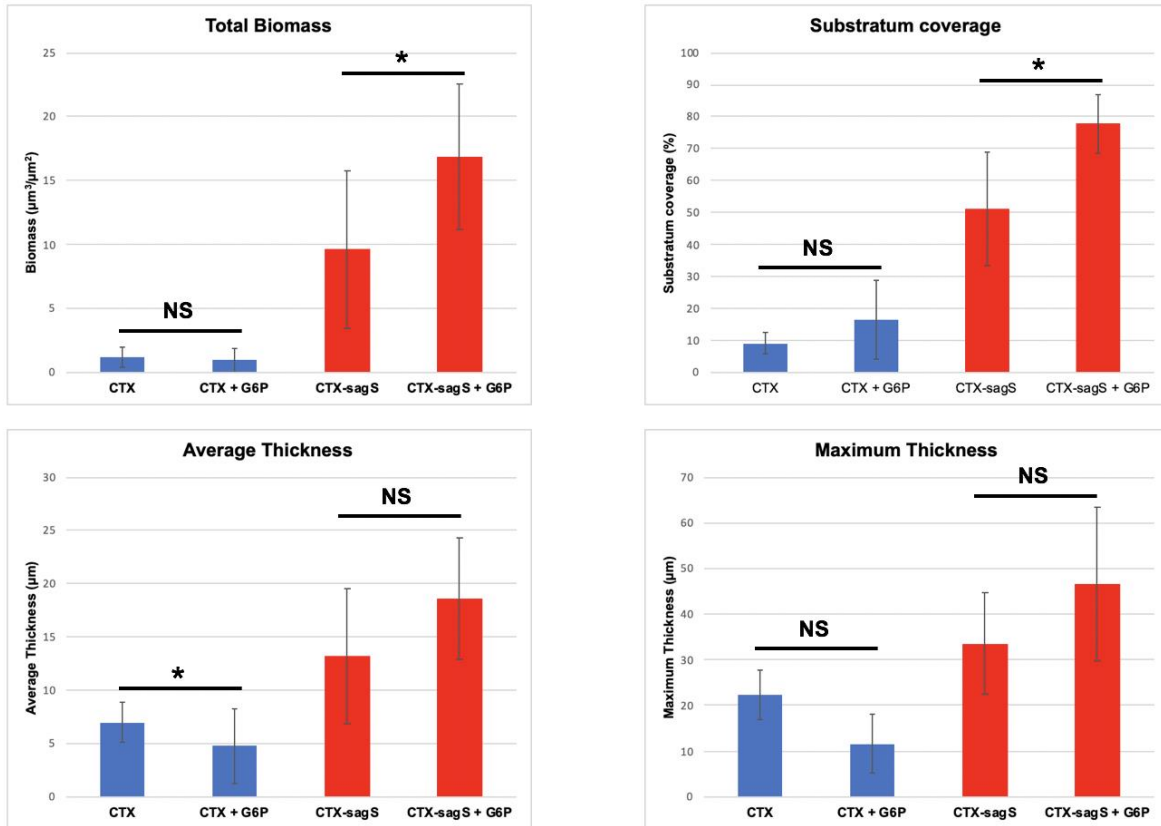 Total Biomass
Biomass (µm³/µm²)
25
20
15
10
5
0
*
NS
CTX
CTX + G6P
CTX-sagS
CTX-sagS + G6P
Substratum coverage
Substratum coverage (%)
100
90
80
70
60
50
40
30
20
10
0
*
NS
CTX
CTX + G6P
CTX-sagS
CTX-sagS + G6P
Average Thickness
Average Thickness (µm)
30
25
20
15
10
5
0
NS
*
CTX
CTX + G6P
CTX-sagS
CTX-sagS + G6P
Maximum Thickness
Maximum Thickness (µm)
70
60
50
40
30
20
10
0
NS
NS
CTX
CTX + G6P
CTX-sagS
CTX-sagS + G6P